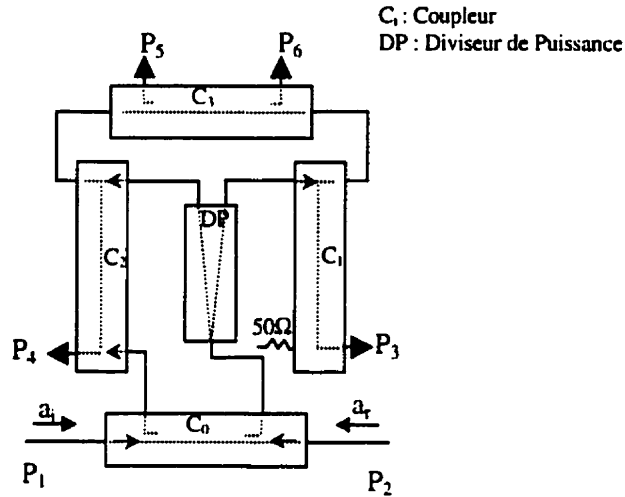 Cᵢ : Coupleur
DP : Diviseur de Puissance
P₅
P₆
C₃
DP
C₂
C₁
50Ω
P₄
P₃
aᵢ
C₀
aᵣ
P₁
P₂